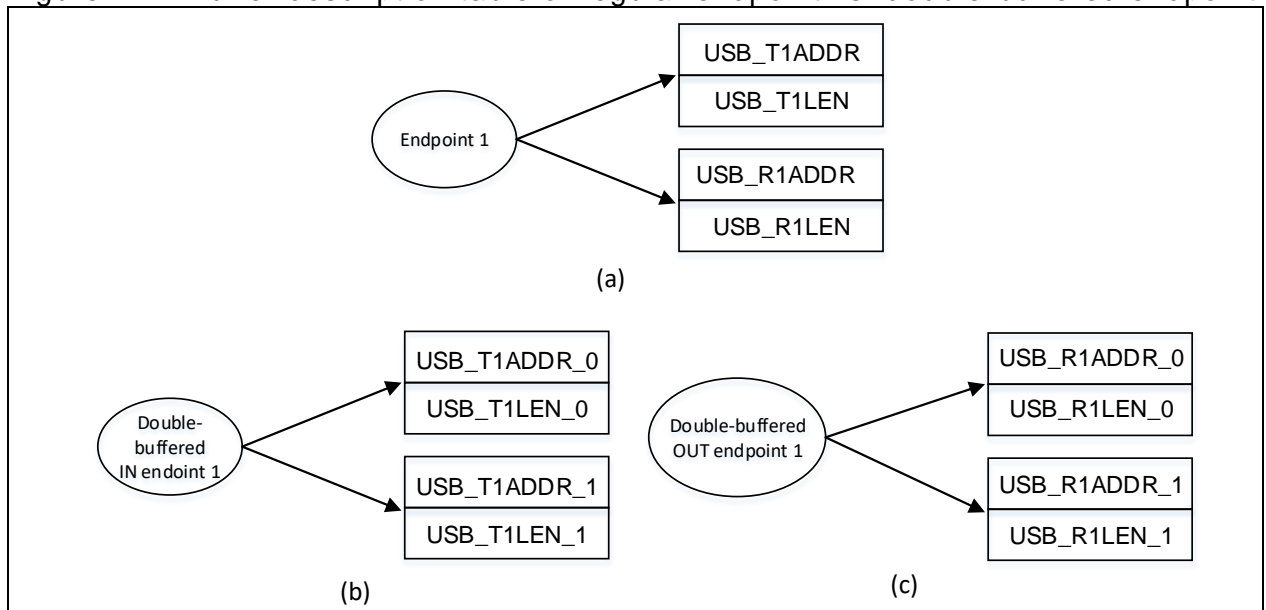 USB_T1ADDR
USB_T1LEN
Endpoint 1
USB_R1ADDR
USB_R1LEN
(a)
USB_T1ADDR_0
USB_T1LEN_0
Double-
buffered
IN endoint 1
USB_T1ADDR_1
USB_T1LEN_1
(b)
USB_R1ADDR_0
USB_R1LEN_0
Double-buffered
OUT endpoint 1
USB_R1ADDR_1
USB_R1LEN_1
(c)